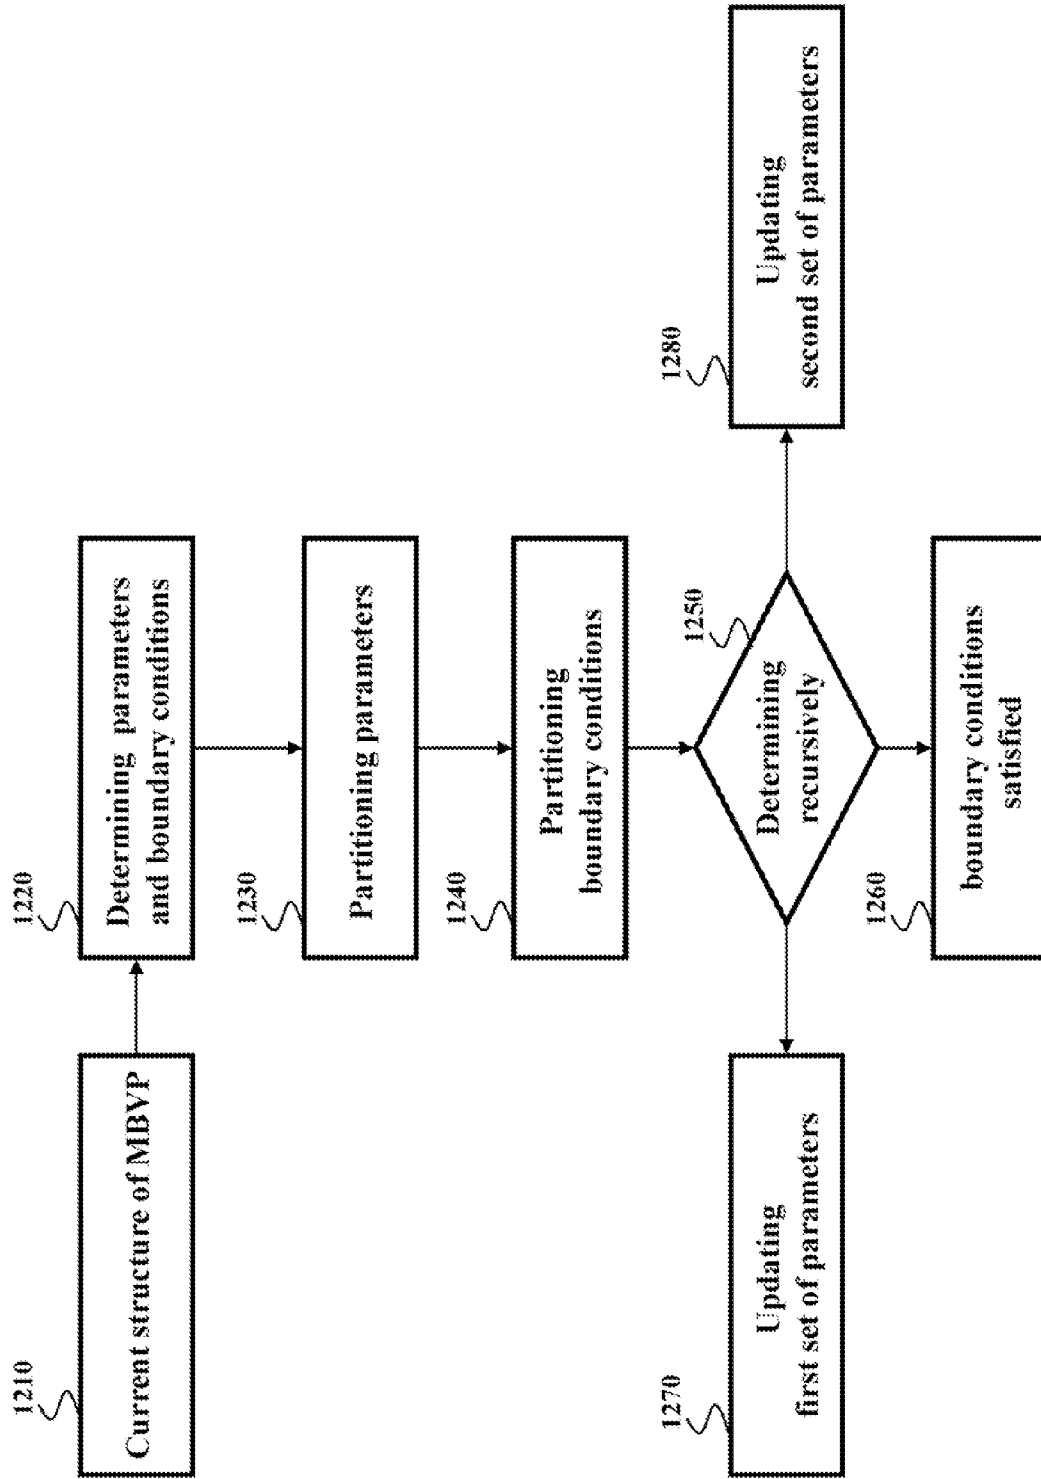 1210
Current structure of MBVP
1220
Determining parameters
and boundary conditions
1230
Partitioning parameters
1240
Partitioning
boundary conditions
1250
Determining
recursively
1270
Updating
first set of parameters
1280
Updating
second set of parameters
1260
boundary conditions
satisfied